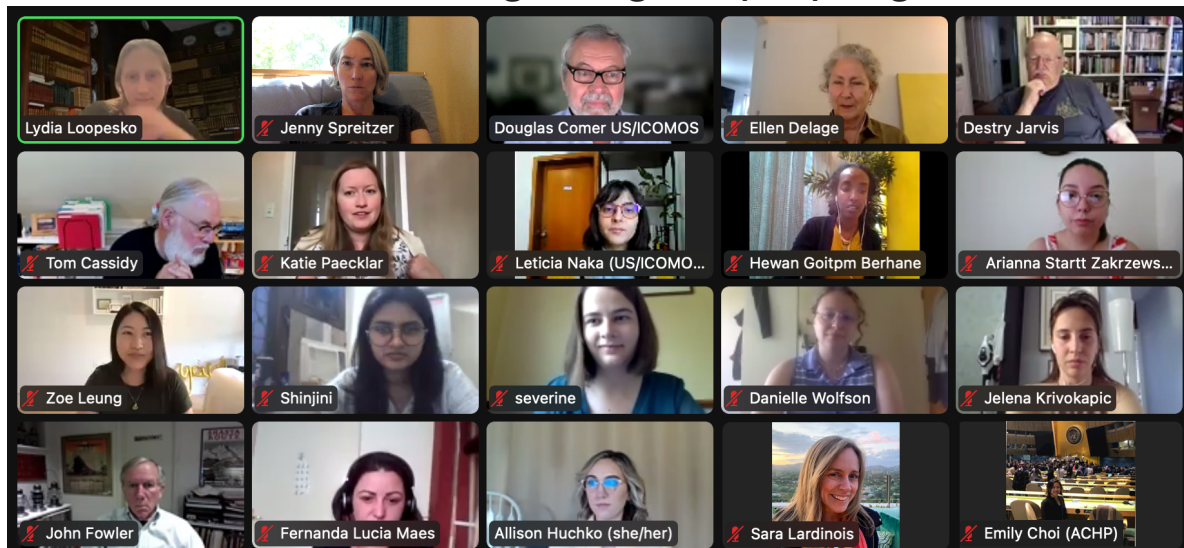 Lydia Loopesko
Jenny Spreitzer
Douglas Comer US/ICOMOS
Ellen Delage
Destry Jarvis
Tom Cassidy
Katie Paecklar
Leticia Naka (US/ICOMO...
Hewan Goitpm Berhane
Arianna Startt Zakrzews...
Zoe Leung
Shinjini
severine
Danielle Wolfson
Jelena Krivokapic
John Fowler
Fernanda Lucia Maes
Allison Huchko (she/her)
Sara Lardinois
Emily Choi (ACHP)